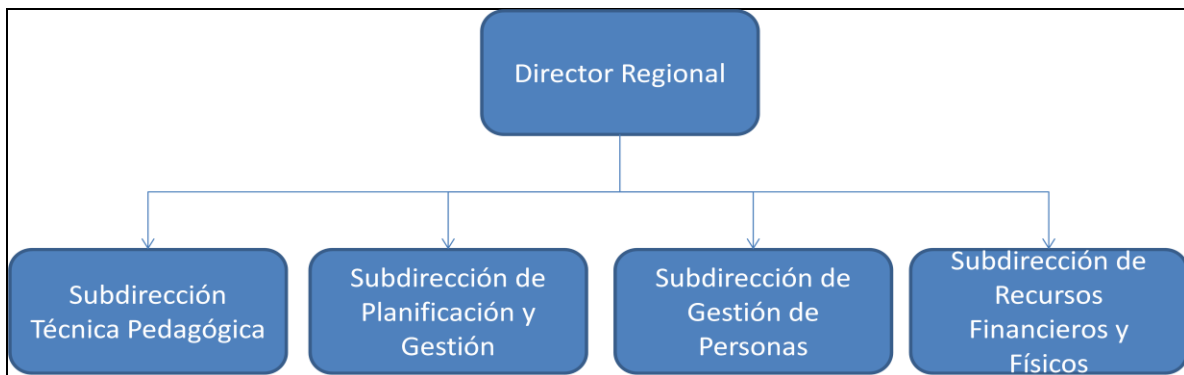 Director Regional
Subdirección
Técnica Pedagógica
Subdirección de
Planificación y
Gestión
Subdirección de
Gestión de
Personas
Subdirección de
Recursos
Financieros y
Físicos